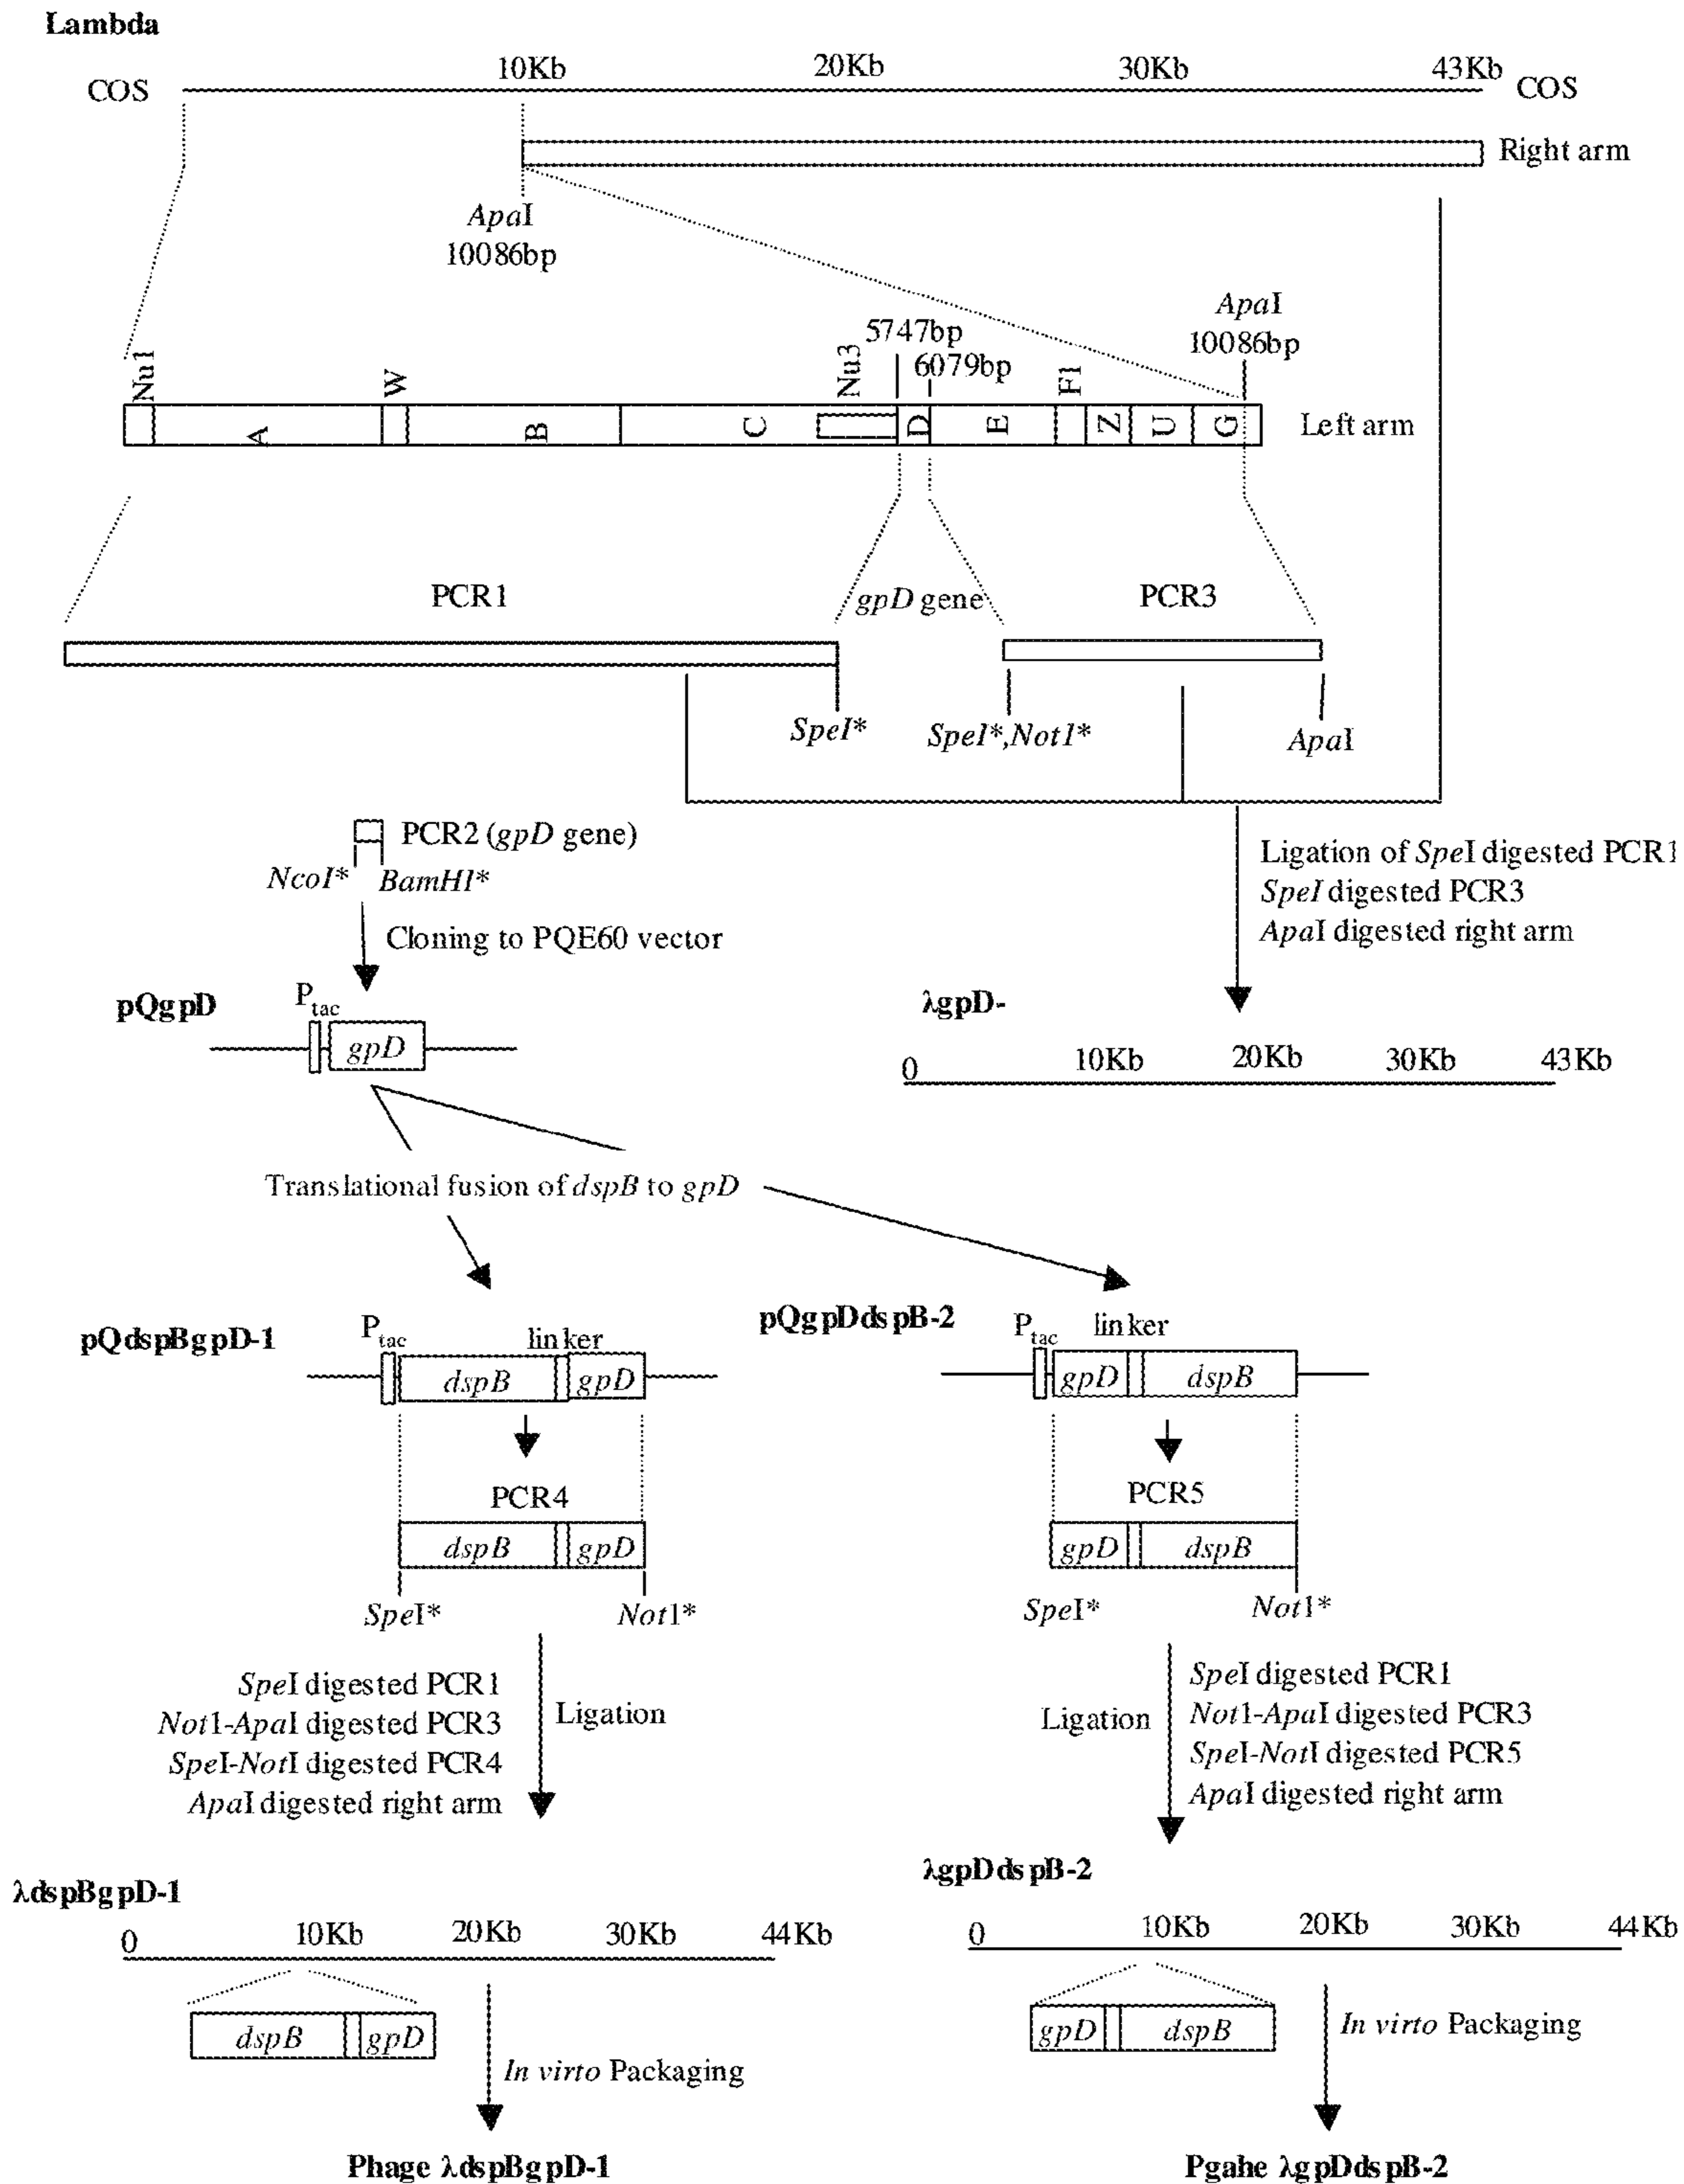 Lambda
COS
10Kb
20Kb
30Kb
43Kb
COS
Right arm
ApaI
10086bp
ApaI
10086bp
5747bp
6079bp
Nu1
W
Nu3
F1
A
B
C
D
E
Z
U
G
Left arm
PCR1
gpD gene
PCR3
SpeI*
SpeI*,Not1*
ApaI
PCR2 (gpD gene)
NcoI*
BamHI*
Cloning to PQE60 vector
Ligation of SpeI digested PCR1
SpeI digested PCR3
ApaI digested right arm
pQgpD
Ptac
gpD
λgpD-
0
10Kb
20Kb
30Kb
43Kb
Translational fusion of dspB to gpD
pQdspBgpD-1
Ptac
linker
dspB
gpD
pQgpDdspB-2
Ptac
linker
gpD
dspB
PCR4
dspB
gpD
SpeI*
Not1*
PCR5
gpD
dspB
SpeI*
Not1*
SpeI digested PCR1
Not1-ApaI digested PCR3
SpeI-NotI digested PCR4
ApaI digested right arm
Ligation
Ligation
SpeI digested PCR1
Not1-ApaI digested PCR3
SpeI-NotI digested PCR5
ApaI digested right arm
λdspBgpD-1
0
10Kb
20Kb
30Kb
44Kb
dspB
gpD
In virto Packaging
Phage λdspBgpD-1
λgpDdspB-2
0
10Kb
20Kb
30Kb
44Kb
gpD
dspB
In virto Packaging
Pgahe λgpDdspB-2